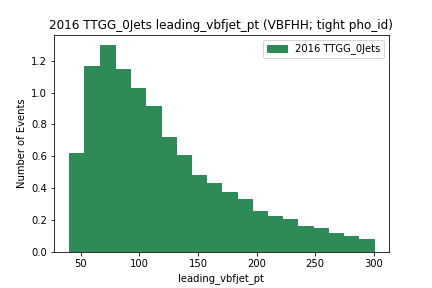 2016 TTGG_0Jets leading_vbfjet_pt (VBFHH; tight pho_id)
2016 TTGG_0Jets
Number of Events
1.2
1.0
0.8
0.6
0.4
0.2
0.0
50 100 150 200 250 300
leading_vbfjet_pt